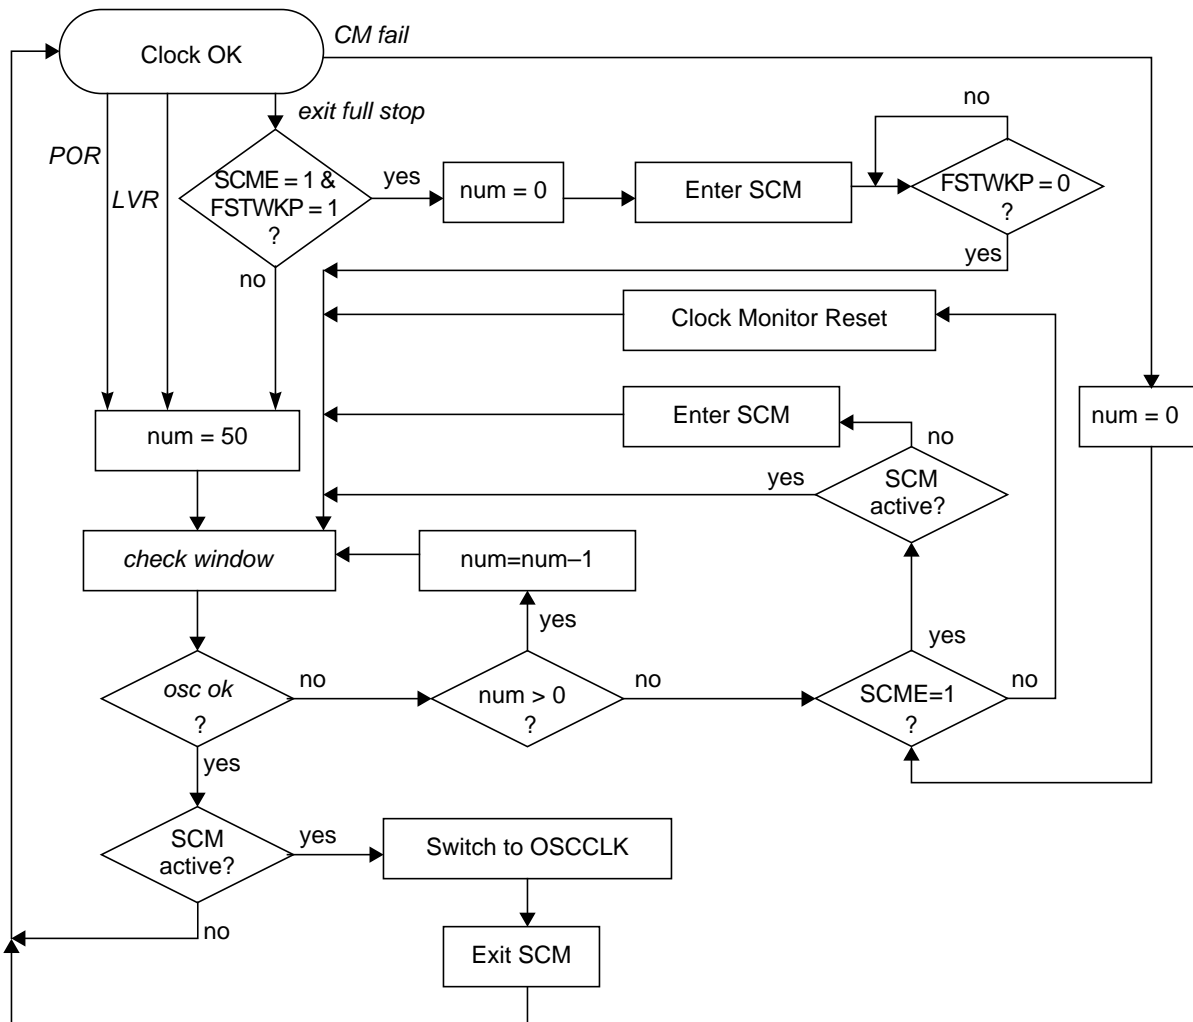 CM fail
Clock OK
exit full stop
no
POR
LVR
SCME = 1 &
FSTWKP = 1
?
yes
num = 0
Enter SCM
FSTWKP = 0
?
no
yes
Clock Monitor Reset
num = 50
Enter SCM
num = 0
no
yes
SCM
active?
check window
num=num–1
yes
yes
osc ok
?
no
num > 0
?
no
SCME=1
?
no
yes
SCM
active?
yes
Switch to OSCCLK
no
Exit SCM